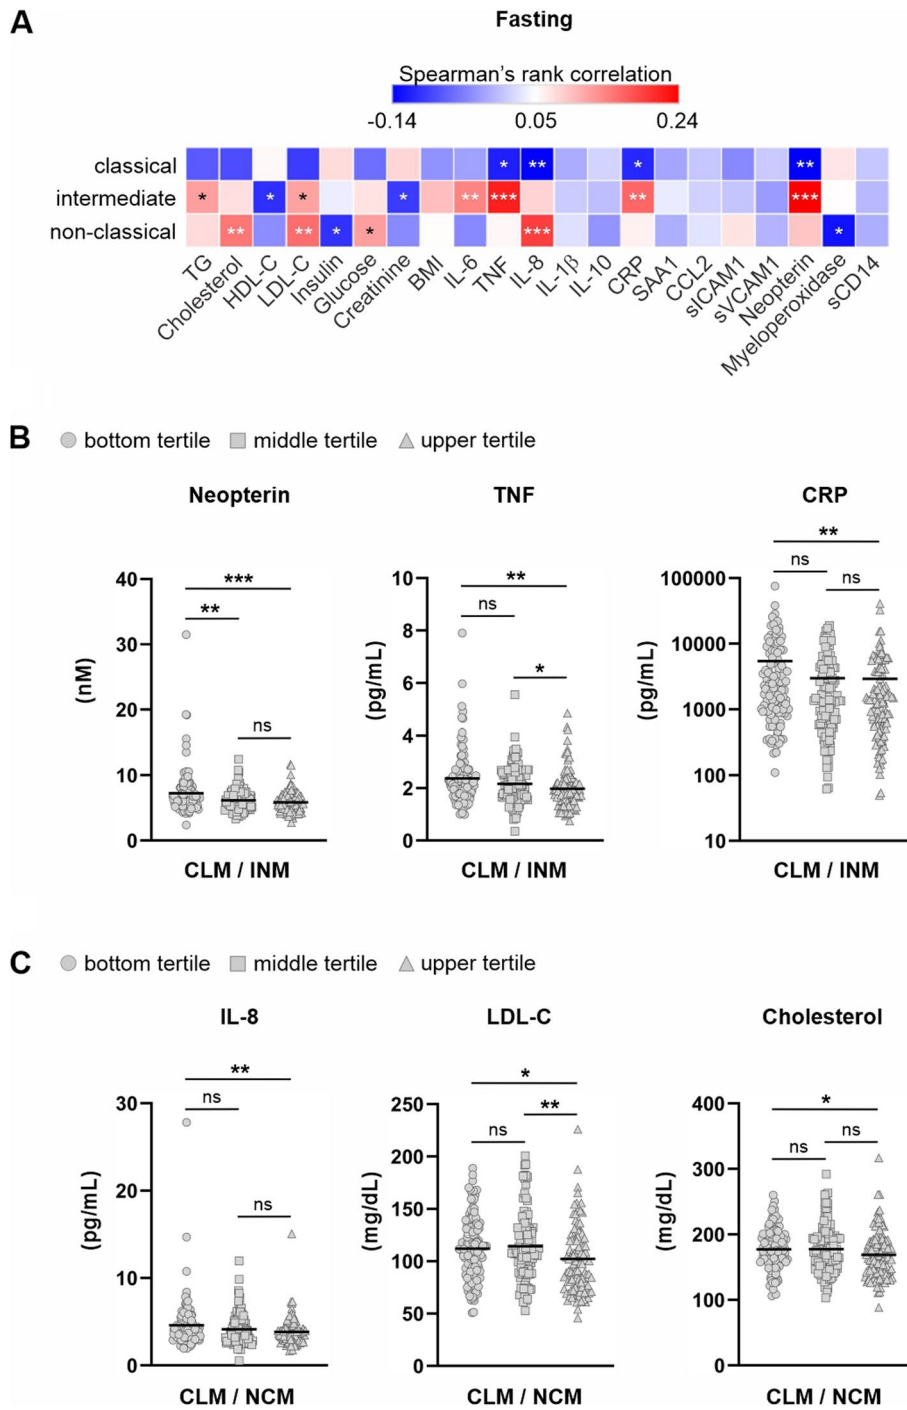 A
Fasting
Spearman's rank correlation
-0.14 0.05 0.24
classical * ** * **
intermediate * * * * ** *** ** ***
non-classical ** ** * * *** *
TG Cholesterol HDL-C LDL-C Insulin Glucose Creatinine BMI IL-6 TNF IL-8 IL-1β IL-10 CRP SAA1 CCL2 sICAM1 sVCAM1 Neopterin Myeloperoxidase sCD14
B bottom tertile middle tertile upper tertile
Neopterin
(nM)
40
30
20
10
0
***
**
ns
CLM / INM
TNF
(pg/mL)
10
8
6
4
2
0
**
ns
*
CLM / INM
CRP
(pg/mL)
100000
10000
1000
100
10
**
ns
ns
CLM / INM
C bottom tertile middle tertile upper tertile
IL-8
(pg/mL)
30
20
10
0
**
ns
ns
CLM / NCM
LDL-C
(mg/dL)
250
200
150
100
50
0
*
**
ns
CLM / NCM
Cholesterol
(mg/dL)
400
300
200
100
0
*
ns
ns
CLM / NCM